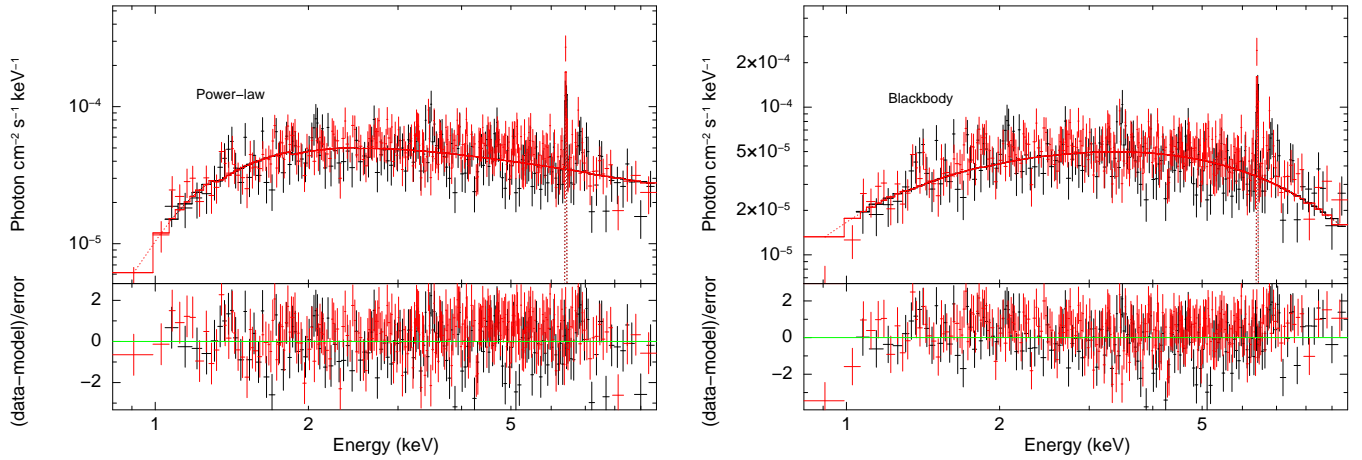 Power−law
Photon cm⁻² s⁻¹ keV⁻¹
10⁻⁴
10⁻⁵
(data−model)/error
2
0
−2
1
2
5
Energy (keV)
Blackbody
Photon cm⁻² s⁻¹ keV⁻¹
2×10⁻⁴
10⁻⁴
5×10⁻⁵
2×10⁻⁵
10⁻⁵
(data−model)/error
2
0
−2
1
2
5
Energy (keV)